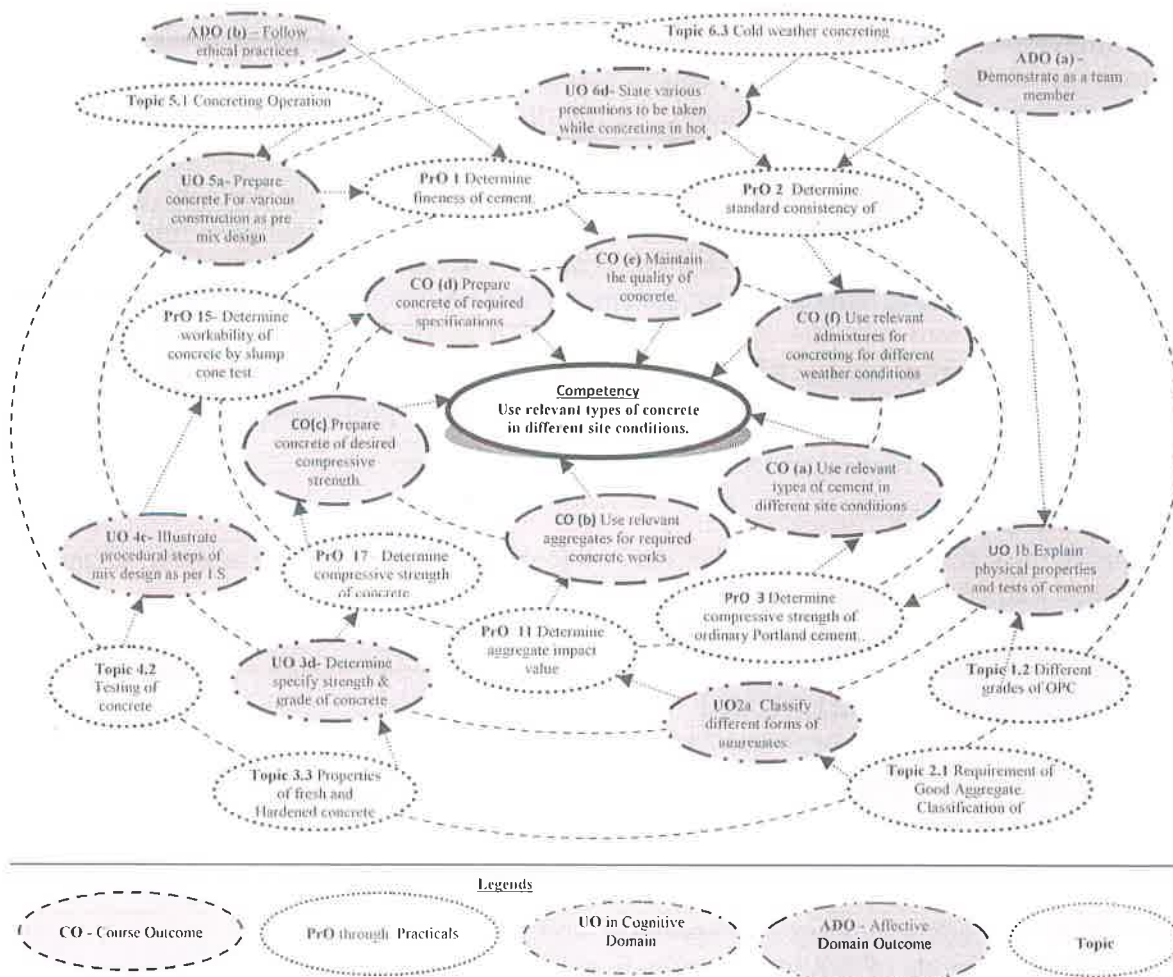 ADO (b) – Follow
ethical practices
Topic 6.3 Cold weather concreting
ADO (a) -
Demonstrate as a team
member
Topic 5.1 Concreting Operation
UO 6d- State various
precautions to be taken
while concreting in hot
UO 5a- Prepare
concrete For various
construction as pre
mix design
PrO 1 Determine
fineness of cement.
PrO 2 Determine
standard consistency of
CO (d) Prepare
concrete of required
specifications
CO (e) Maintain
the quality of
concrete.
CO (f) Use relevant
admixtures for
concreting for different
weather conditions
PrO 15- Determine
workability of
concrete by slump
cone test.
Competency
Use relevant types of concrete
in different site conditions.
CO(c) Prepare
concrete of desired
compressive
strength.
CO (a) Use relevant
types of cement in
different site conditions
CO (b) Use relevant
aggregates for required
concrete works
UO 4c- Illustrate
procedural steps of
mix design as per I.S
PrO 17 Determine
compressive strength
of concrete
UO 1b Explain
physical properties
and tests of cement.
PrO 3 Determine
compressive strength of
ordinary Portland cement.
PrO 11 Determine
aggregate impact
value
Topic 4.2
Testing of
concrete
UO 3d- Determine
specify strength &
grade of concrete
UO2a Classify
different forms of
aggregates.
Topic 1.2 Different
grades of OPC
Topic 3.3 Properties
of fresh and
Hardened concrete
Topic 2.1 Requirement of
Good Aggregate.
Classification of
Legends
CO - Course Outcome
PrO through Practicals
UO in Cognitive
Domain
ADO - Affective
Domain Outcome
Topic